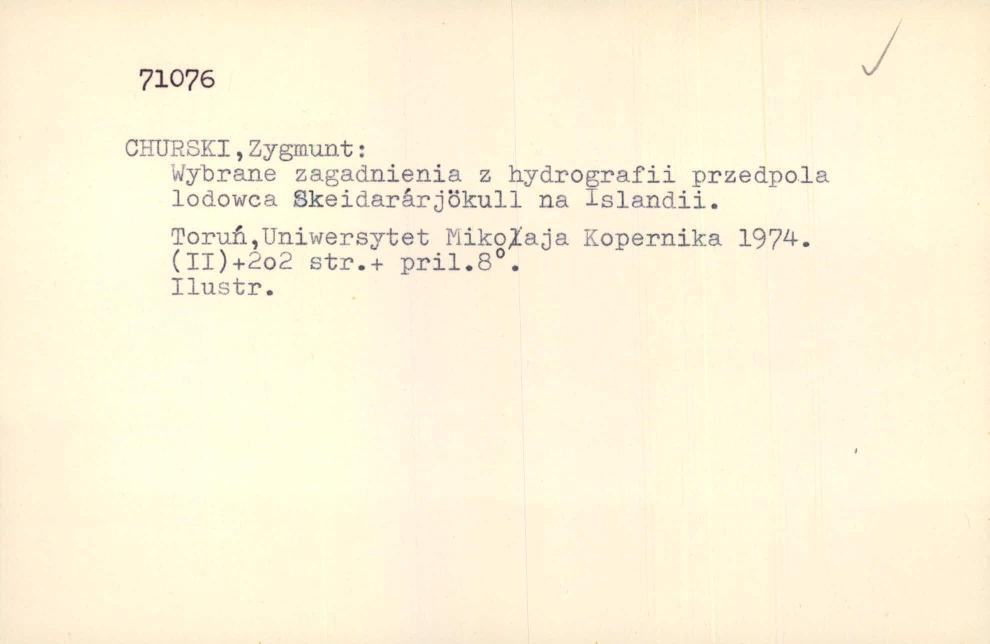 71076
CHURSKI,Zygmunt:
Wybrane zagadnienia z hydrografii przedpola
lodowca Skeidarárjökull na Islandii.
Toruń,Uniwersytet Mikołaja Kopernika 1974.
(II)+2o2 str.+ pril.8°.
Ilustr.